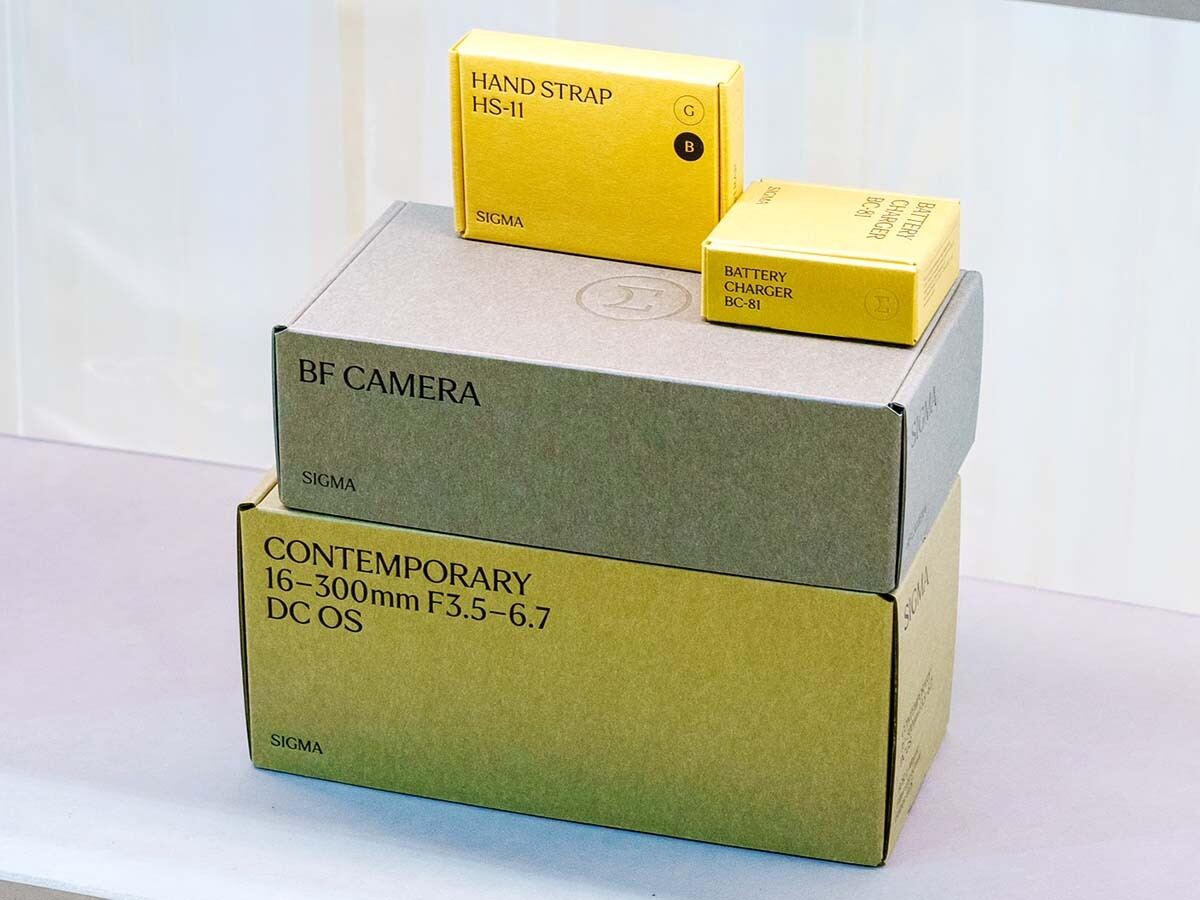 HAND STRAP
HS-11
G
B
SIGMA
SIGMA
BATTERY
CHARGER
BC-81
BATTERY
CHARGER
BC-81
Σ
Σ
BF CAMERA
SIGMA
SIGMA
CONTEMPORARY
16–300mm F3.5–6.7
DC OS
SIGMA
SIGMA